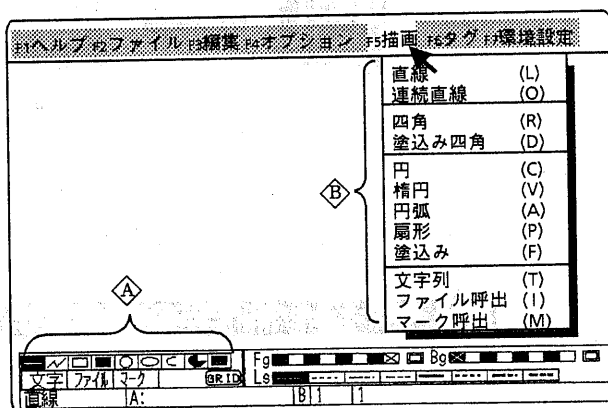 F1ヘルプ F2ファイル F3編集 F4オプション F5描画 F6タグ F7環境設定
直線 (L)
連続直線 (O)
四角 (R)
塗込み四角 (D)
円 (C)
楕円 (V)
円弧 (A)
扇形 (P)
塗込み (F)
文字列 (T)
ファイル呼出 (I)
マーク呼出 (M)
B
A
Fg Bg
文字 ファイル マーク GRID Ls
直線 A: B 1 1